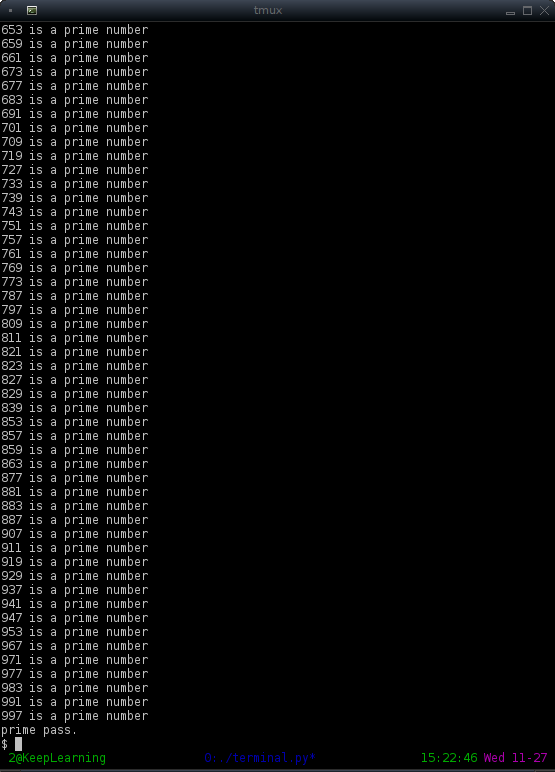 tmux
653 is a prime number
659 is a prime number
661 is a prime number
673 is a prime number
677 is a prime number
683 is a prime number
691 is a prime number
701 is a prime number
709 is a prime number
719 is a prime number
727 is a prime number
733 is a prime number
739 is a prime number
743 is a prime number
751 is a prime number
757 is a prime number
761 is a prime number
769 is a prime number
773 is a prime number
787 is a prime number
797 is a prime number
809 is a prime number
811 is a prime number
821 is a prime number
823 is a prime number
827 is a prime number
829 is a prime number
839 is a prime number
853 is a prime number
857 is a prime number
859 is a prime number
863 is a prime number
877 is a prime number
881 is a prime number
883 is a prime number
887 is a prime number
907 is a prime number
911 is a prime number
919 is a prime number
929 is a prime number
937 is a prime number
941 is a prime number
947 is a prime number
953 is a prime number
967 is a prime number
971 is a prime number
977 is a prime number
983 is a prime number
991 is a prime number
997 is a prime number
prime pass.
$
2@KeepLearning 0:./terminal.py* 15:22:46 Wed 11-27